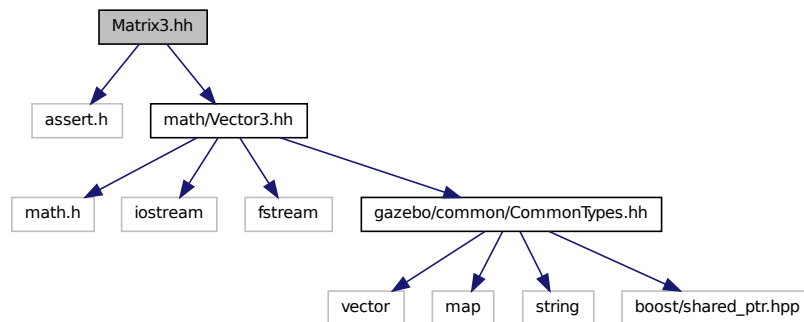 Matrix3.hh
assert.h
math/Vector3.hh
math.h
iostream
fstream
gazebo/common/CommonTypes.hh
vector
map
string
boost/shared_ptr.hpp